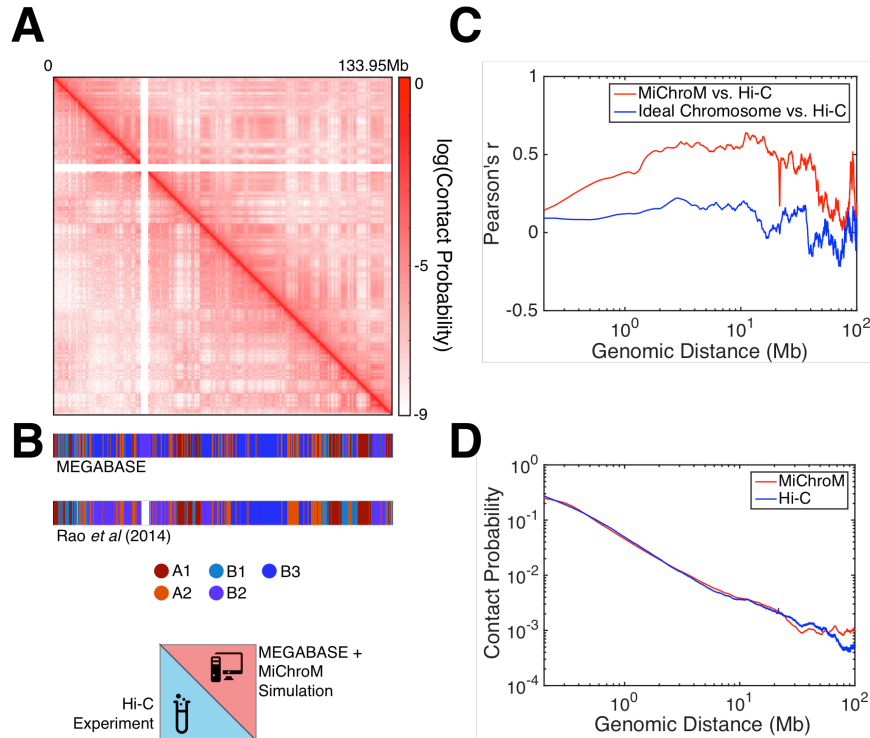 A
0
133.95Mb
0
-5
-9
log(Contact Probability)
B
MEGABASE
Rao et al (2014)
A1
B1
B3
A2
B2
Hi-C
Experiment
MEGABASE +
MiChroM
Simulation
C
1
0.5
0
-0.5
Pearson's r
MiChroM vs. Hi-C
Ideal Chromosome vs. Hi-C
10^0
10^1
10^2
Genomic Distance (Mb)
D
10^0
10^-1
10^-2
10^-3
10^-4
Contact Probability
MiChroM
Hi-C
10^0
10^1
10^2
Genomic Distance (Mb)